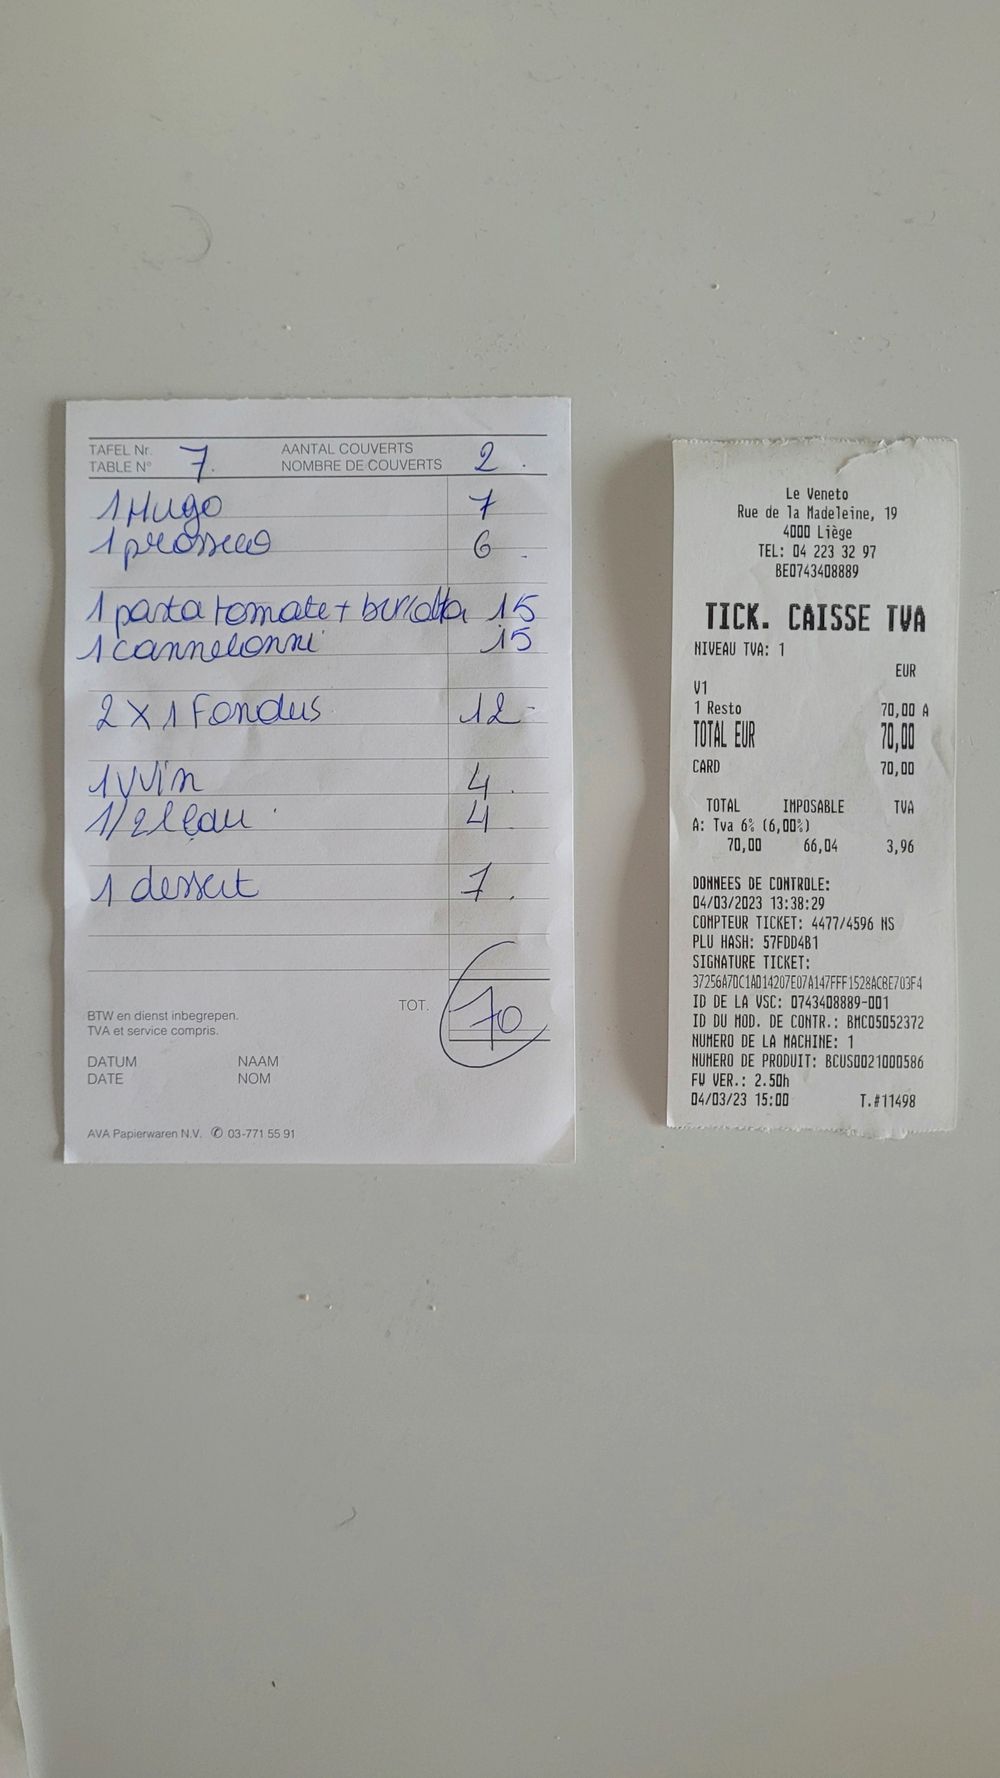 TAFEL Nr. 7. AANTAL COUVERTS 2.
TABLE N° NOMBRE DE COUVERTS
1 Hugo 7
1 prosseco 6.
1 pasta tomate + burratta 15
1 cannelonni 15
2 x 1 Fondus 12-
1 Vin 4.
1/2 l eau. 4.
1 dessert 7.
TOT. 70
BTW en dienst inbegrepen.
TVA et service compris.
DATUM NAAM
DATE NOM
AVA Papierwaren N.V. ✆ 03-771 55 91
Le Veneto
Rue de la Madeleine, 19
4000 Liège
TEL: 04 223 32 97
BE0743408889
TICK. CAISSE TVA
NIVEAU TVA: 1
EUR
V1
1 Resto 70,00 A
TOTAL EUR 70,00
CARD 70,00
TOTAL IMPOSABLE TVA
A: Tva 6% (6,00%)
70,00 66,04 3,96
DONNEES DE CONTROLE:
04/03/2023 13:38:29
COMPTEUR TICKET: 4477/4596 NS
PLU HASH: 57FDD4B1
SIGNATURE TICKET:
37256A7DC1AD14207E07A147FFF1528ACBE703F4
ID DE LA VSC: 0743408889-001
ID DU MOD. DE CONTR.: BMC05052372
NUMERO DE LA MACHINE: 1
NUMERO DE PRODUIT: BCUS0021000586
FW VER.: 2.50h
04/03/23 15:00 T.#11498